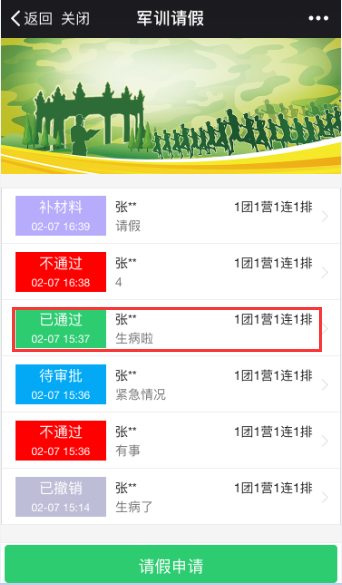 返回 关闭 军训请假
补材料 张** 1团1营1连1排
02-07 16:39 请假
不通过 张** 1团1营1连1排
02-07 16:38 4
已通过 张** 1团1营1连1排
02-07 15:37 生病啦
待审批 张** 1团1营1连1排
02-07 15:36 紧急情况
不通过 张** 1团1营1连1排
02-07 15:36 有事
已撤销 张** 1团1营1连1排
02-07 15:14 生病了
请假申请